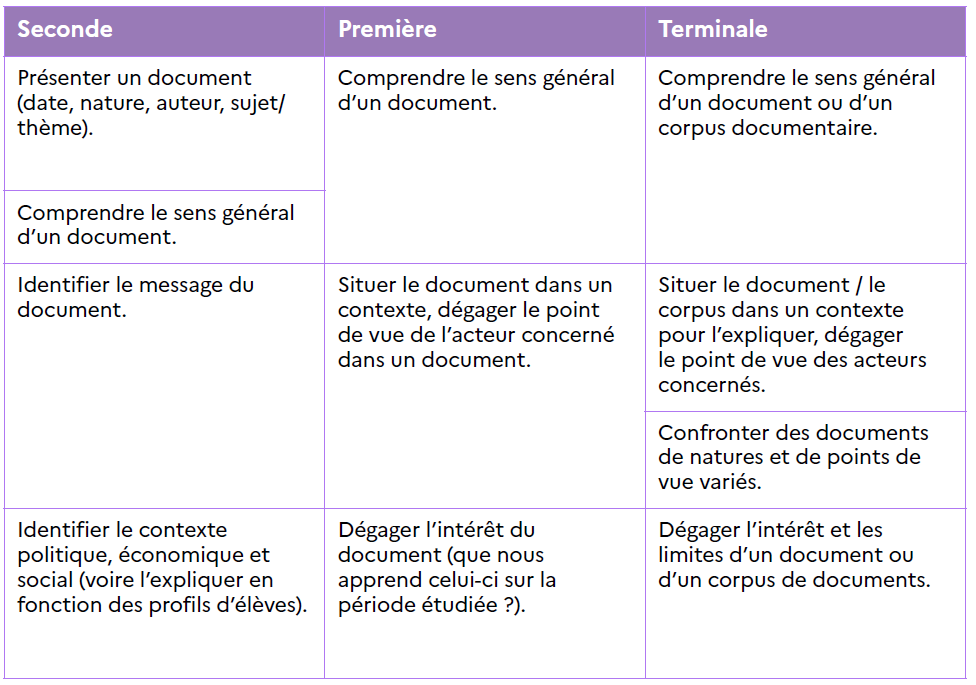 Seconde
Première
Terminale
Présenter un document
(date, nature, auteur, sujet/
thème).
Comprendre le sens général
d’un document.
Comprendre le sens général
d’un document ou d’un
corpus documentaire.
Comprendre le sens général
d’un document.
Identifier le message du
document.
Situer le document dans un
contexte, dégager le point
de vue de l’acteur concerné
dans un document.
Situer le document / le
corpus dans un contexte
pour l’expliquer, dégager
le point de vue des acteurs
concernés.
Confronter des documents
de natures et de points de
vue variés.
Identifier le contexte
politique, économique et
social (voire l’expliquer en
fonction des profils d’élèves).
Dégager l’intérêt du
document (que nous
apprend celui-ci sur la
période étudiée ?).
Dégager l’intérêt et les
limites d’un document ou
d’un corpus de documents.